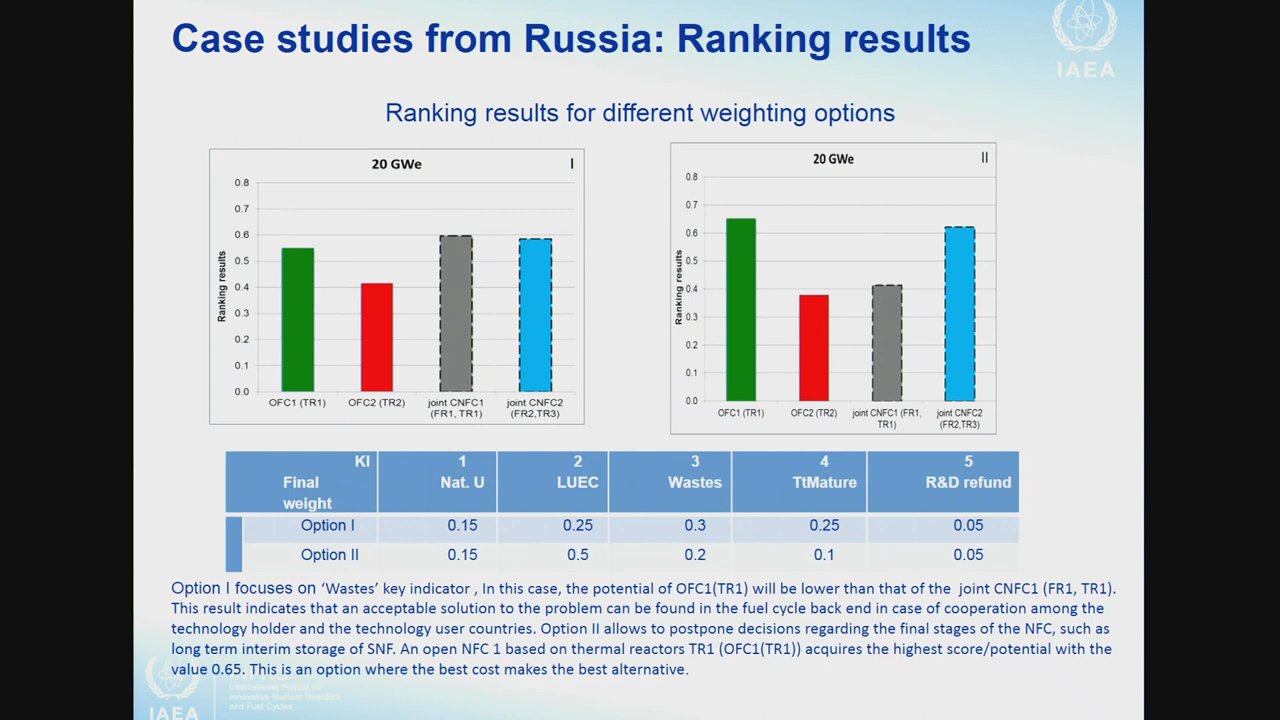 Case studies from Russia: Ranking results
IAEA
Ranking results for different weighting options
20 GWe
I
Ranking results
0.8
0.7
0.6
0.5
0.4
0.3
0.2
0.1
0.0
OFC1 (TR1)
OFC2 (TR2)
joint CNFC1
(FR1, TR1)
joint CNFC2
(FR2,TR3)
20 GWe
II
Ranking results
0.8
0.7
0.6
0.5
0.4
0.3
0.2
0.1
0.0
OFC1 (TR1)
OFC2 (TR2)
joint CNFC1 (FR1,
TR1)
joint CNFC2
(FR2,TR3)
KI 1 2 3 4 5
Final Nat. U LUEC Wastes TtMature R&D refund
weight
Option I 0.15 0.25 0.3 0.25 0.05
Option II 0.15 0.5 0.2 0.1 0.05
Option I focuses on ‘Wastes’ key indicator , In this case, the potential of OFC1(TR1) will be lower than that of the joint CNFC1 (FR1, TR1).
This result indicates that an acceptable solution to the problem can be found in the fuel cycle back end in case of cooperation among the
technology holder and the technology user countries. Option II allows to postpone decisions regarding the final stages of the NFC, such as
long term interim storage of SNF. An open NFC 1 based on thermal reactors TR1 (OFC1(TR1)) acquires the highest score/potential with the
value 0.65. This is an option where the best cost makes the best alternative.
International Project on
Innovative Nuclear Reactors
and Fuel Cycles
IAEA